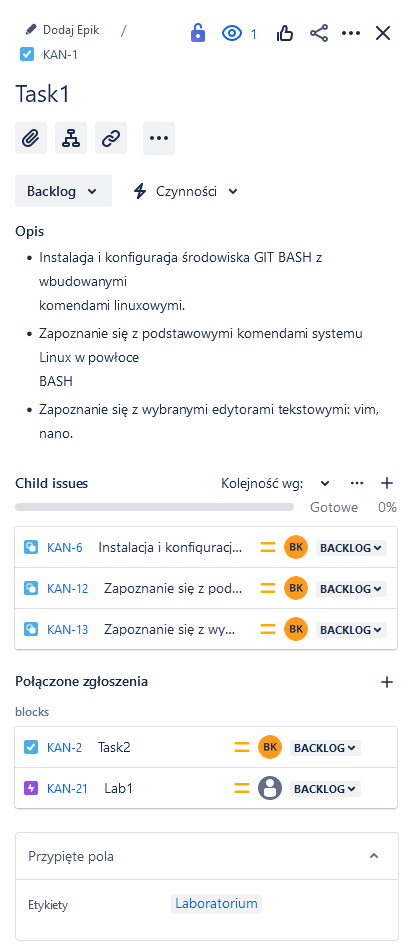 Dodaj Epik /
1
KAN-1
Task1
Backlog
Czynności
Opis
• Instalacja i konfiguracja środowiska GIT BASH z
wbudowanymi
komendami linuxowymi.
• Zapoznanie się z podstawowymi komendami systemu
Linux w powłoce
BASH
• Zapoznanie się z wybranymi edytorami tekstowymi: vim,
nano.
Child issues Kolejność wg:
Gotowe 0%
KAN-6 Instalacja i konfiguracj... BK BACKLOG
KAN-12 Zapoznanie się z pod... BK BACKLOG
KAN-13 Zapoznanie się z wy... BK BACKLOG
Połączone zgłoszenia
blocks
KAN-2 Task2 BK BACKLOG
KAN-21 Lab1 BACKLOG
Przypięte pola
Etykiety Laboratorium